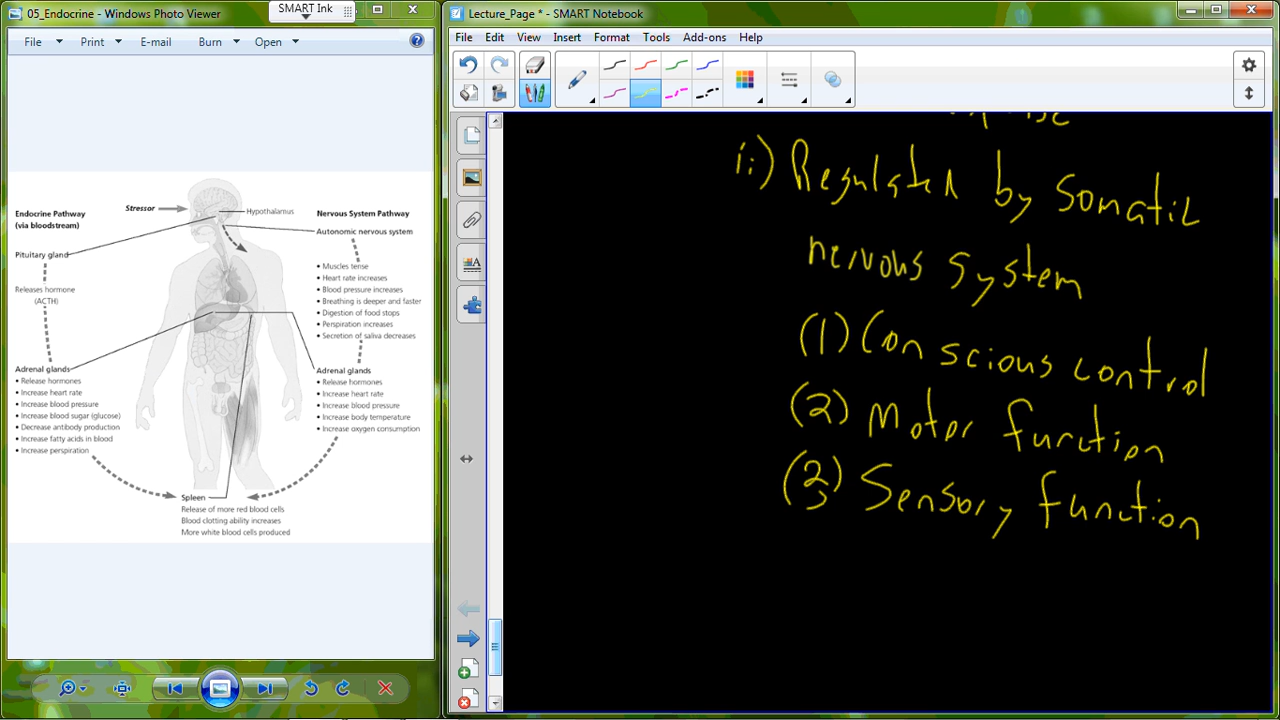 05_Endocrine - Windows Photo Viewer
SMART Ink
File Print E-mail Burn Open
Stressor
Hypothalamus
Endocrine Pathway
(via bloodstream)
Nervous System Pathway
Autonomic nervous system
Pituitary gland
Releases hormone
(ACTH)
• Muscles tense
• Heart rate increases
• Blood pressure increases
• Breathing is deeper and faster
• Digestion of food stops
• Perspiration increases
• Secretion of saliva decreases
Adrenal glands
• Release hormones
• Increase heart rate
• Increase blood pressure
• Increase blood sugar (glucose)
• Decrease antibody production
• Increase fatty acids in blood
• Increase perspiration
Adrenal glands
• Release hormones
• Increase heart rate
• Increase blood pressure
• Increase body temperature
• Increase oxygen consumption
Spleen
Release of more red blood cells
Blood clotting ability increases
More white blood cells produced
Lecture_Page * - SMART Notebook
File Edit View Insert Format Tools Add-ons Help
ii) Regulated by Somatic
nervous system
(1) Conscious control
(2) Motor function
(3) Sensory function